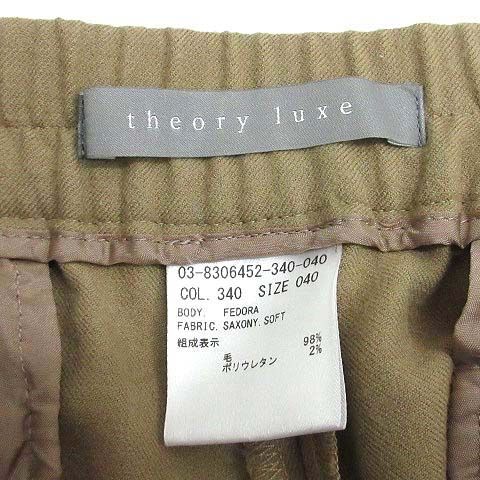 theory luxe
03-8306452-340-040
COL. 340 SIZE 040
BODY. FEDORA
FABRIC. SAXONY. SOFT
組成表示
毛 98%
ポリウレタン 2%